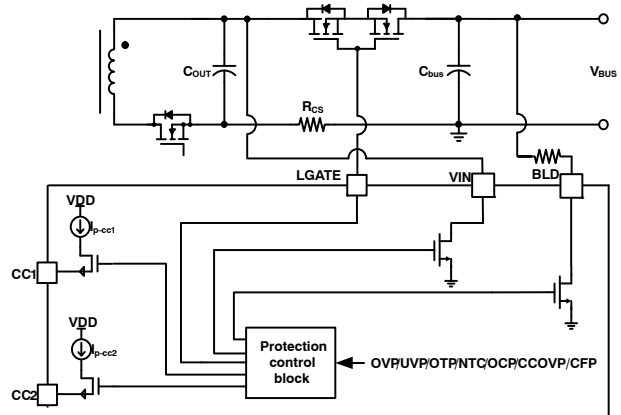 COUT
Cbus
VBUS
RCS
LGATE
VIN
BLD
VDD
Ip-cc1
CC1
VDD
Ip-cc2
CC2
Protection
control
block
OVP/UVP/OTP/NTC/OCP/CCOVP/CFP